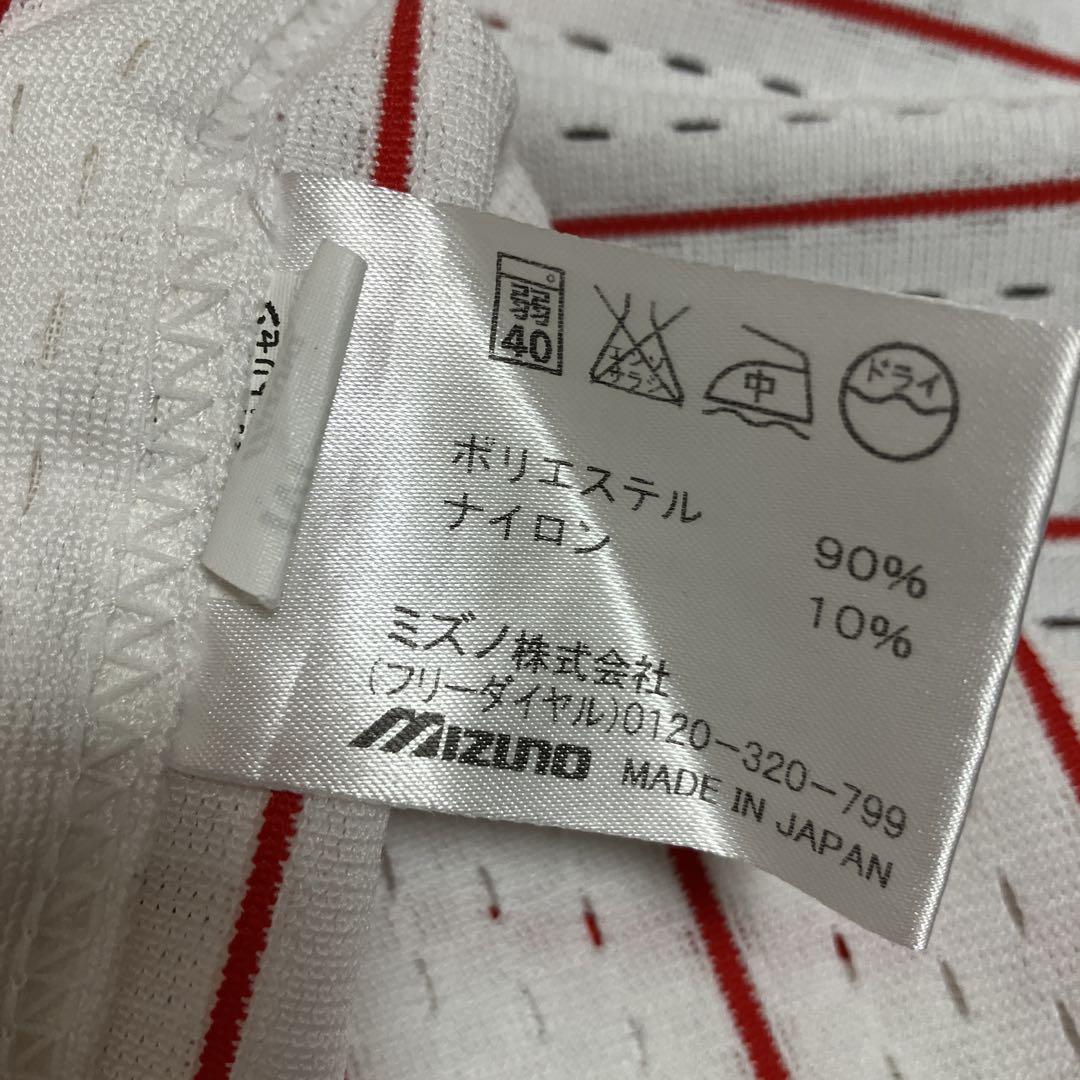 40
エンソ
サラシ
中
ドライ
ポリエステル 90%
ナイロン 10%
ミズノ株式会社
(フリーダイヤル)0120-320-799
MIZUNO MADE IN JAPAN